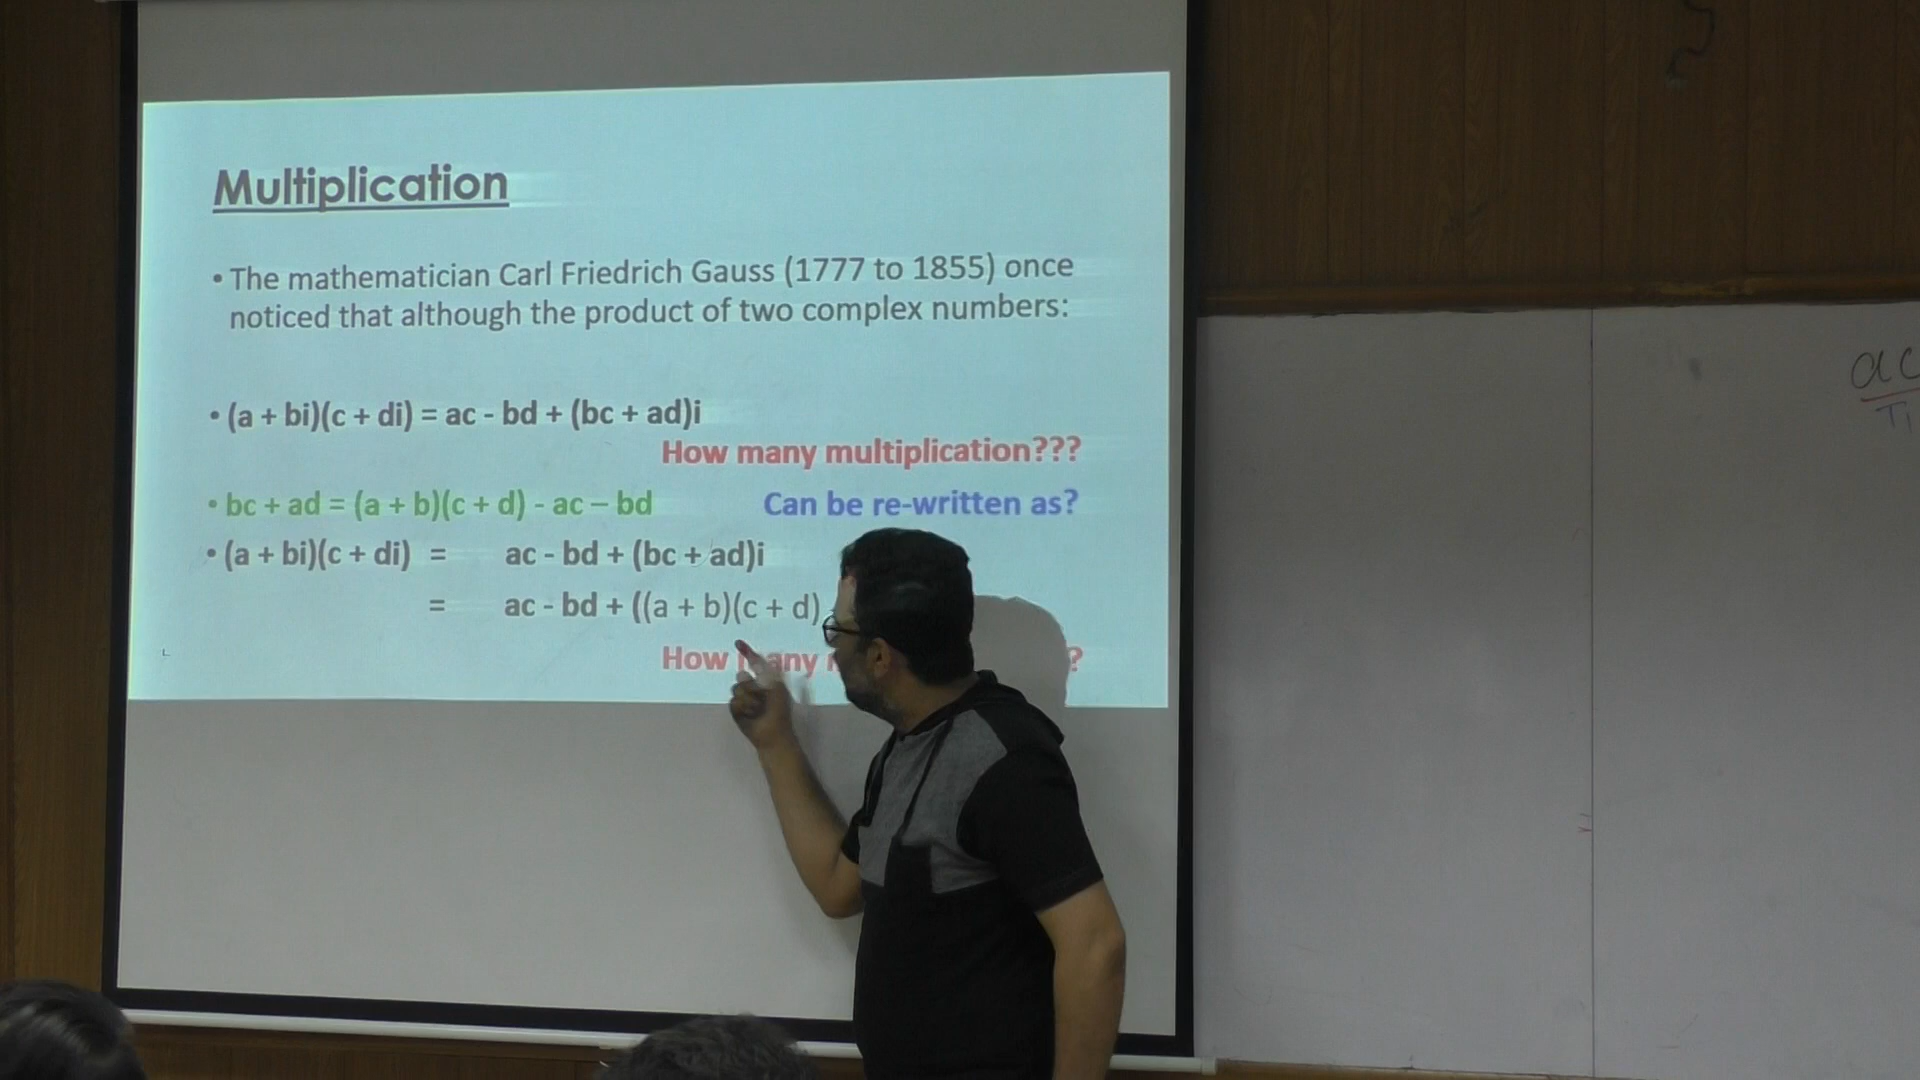 Multiplication
• The mathematician Carl Friedrich Gauss (1777 to 1855) once
noticed that although the product of two complex numbers:
• (a + bi)(c + di) = ac - bd + (bc + ad)i
How many multiplication???
• bc + ad = (a + b)(c + d) - ac – bd
Can be re-written as?
• (a + bi)(c + di) = ac - bd + (bc + ad)i
= ac - bd + ((a + b)(c + d)
How many ?
ac